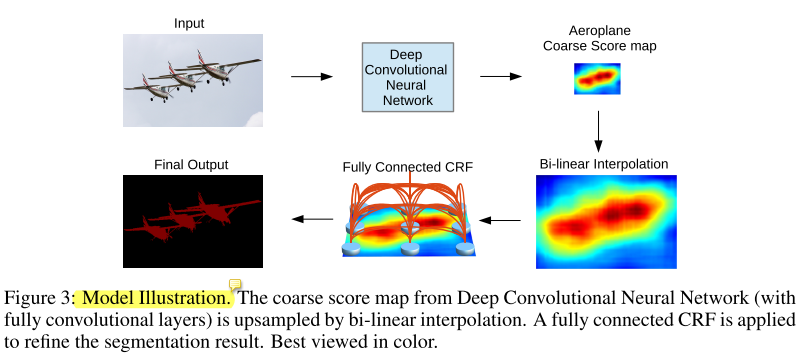 Input
Deep
Convolutional
Neural
Network
Aeroplane
Coarse Score map
Bi-linear Interpolation
Fully Connected CRF
Final Output
Figure 3: Model Illustration. The coarse score map from Deep Convolutional Neural Network (with
fully convolutional layers) is upsampled by bi-linear interpolation. A fully connected CRF is applied
to refine the segmentation result. Best viewed in color.